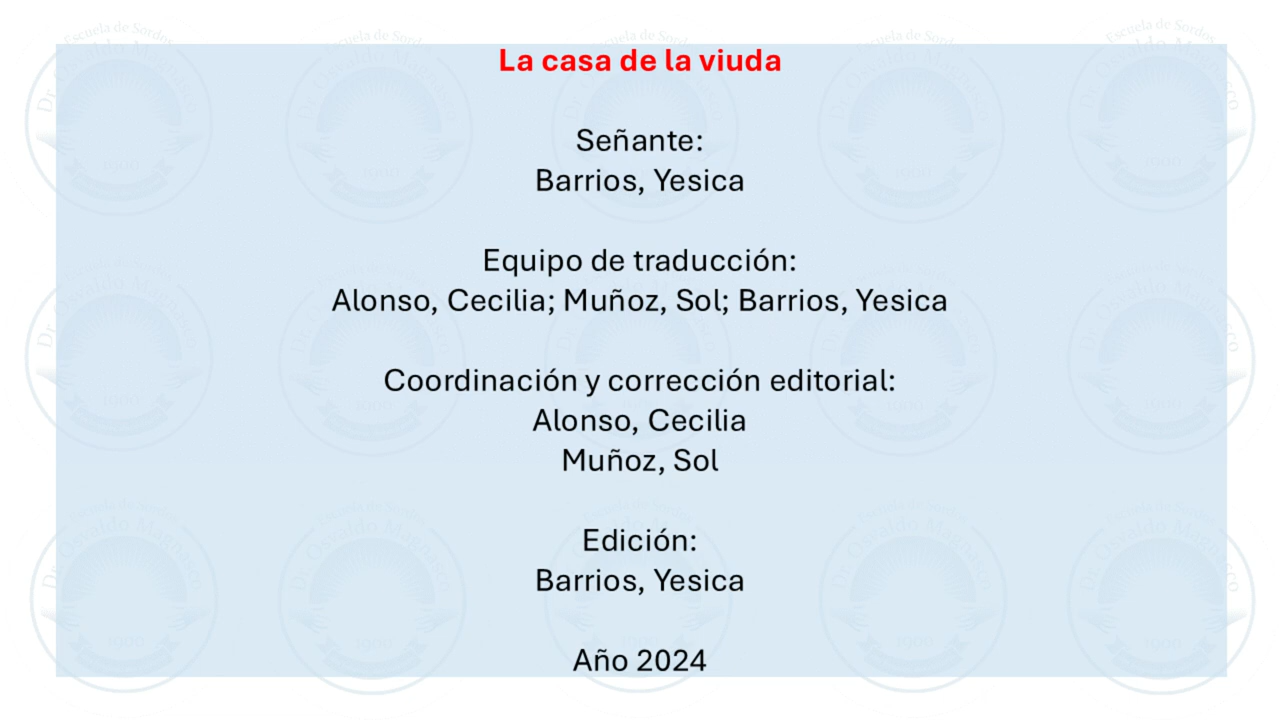 La casa de la viuda
Señante:
Barrios, Yesica
Equipo de traducción:
Alonso, Cecilia; Muñoz, Sol; Barrios, Yesica
Coordinación y corrección editorial:
Alonso, Cecilia
Muñoz, Sol
Edición:
Barrios, Yesica
Año 2024